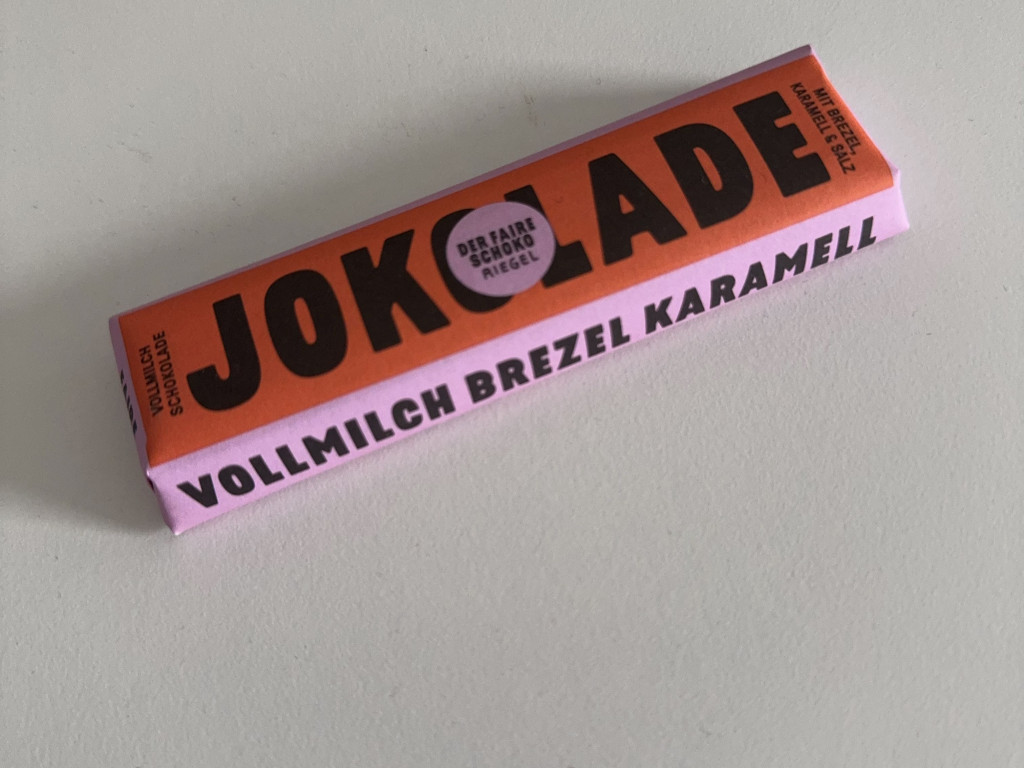 JOKOLADE
DER FAIRE
SCHOKO
RIEGEL
MIT BREZEL,
KARAMELL & SALZ
VOLLMILCH
SCHOKOLADE
VOLLMILCH BREZEL KARAMELL